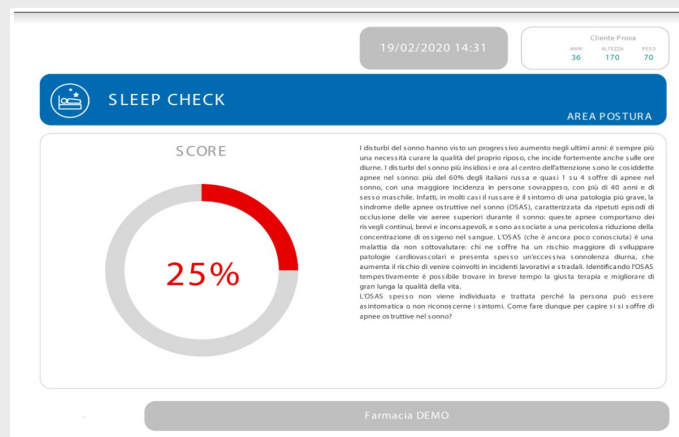 19/02/2020 14:31
Cliente Prova
ANNI ALTEZZA PESO
36 170 70
SLEEP CHECK
AREA POSTURA
SCORE
25%
I disturbi del sonno hanno visto un progressivo aumento negli ultimi anni: è sempre più
una necessità curare la qualità del proprio riposo, che incide fortemente anche sulle ore
diurne. I disturbi del sonno più insidiosi e ora al centro dell'attenzione sono le cosiddette
apnee nel sonno: più del 60% degli italiani russa e quasi 1 su 4 soffre di apnee nel
sonno, con una maggiore incidenza in persone sovrappeso, con più di 40 anni e di
sesso maschile. Infatti, in molti casi il russare è il sintomo di una patologia più grave, la
sindrome delle apnee ostruttive nel sonno (OSAS), caratterizzata da ripetuti episodi di
occlusione delle vie aeree superiori durante il sonno: queste apnee comportano dei
risvegli continui, brevi e inconsapevoli, e sono associate a una pericolosa riduzione della
concentrazione di ossigeno nel sangue. L'OSAS (che è ancora poco conosciuta) è una
malattia da non sottovalutare: chi ne soffre ha un rischio maggiore di sviluppare
patologie cardiovascolari e presenta spesso un'eccessiva sonnolenza diurna, che
aumenta il rischio di venire coinvolti in incidenti lavorativi e stradali. Identificando l'OSAS
tempestivamente è possibile trovare in breve tempo la giusta terapia e migliorare di
gran lunga la qualità della vita.
L'OSAS spesso non viene individuata e trattata perché la persona può essere
asintomatica o non riconoscerne i sintomi. Come fare dunque per capire si si soffre di
apnee ostruttive nel sonno?
Farmacia DEMO